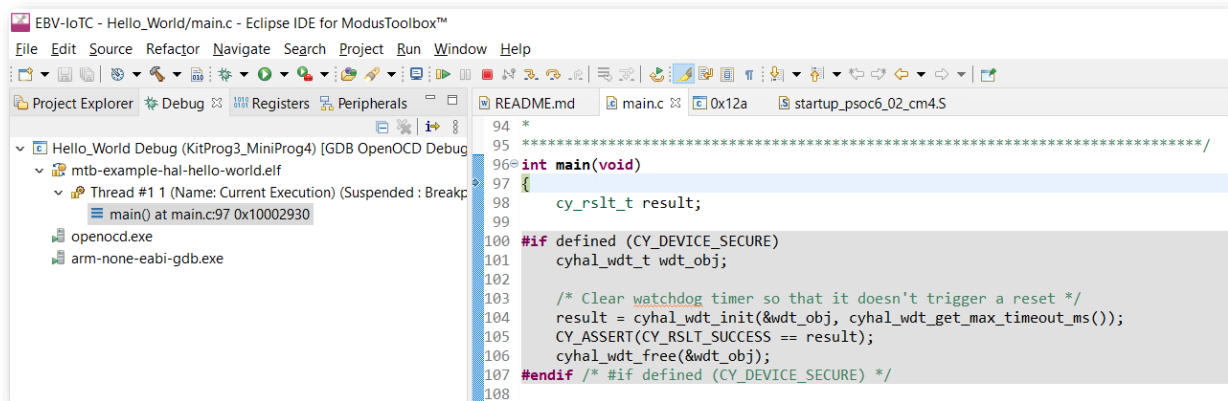 EBV-IoTC - Hello_World/main.c - Eclipse IDE for ModusToolbox™
File Edit Source Refactor Navigate Search Project Run Window Help
Project Explorer Debug Registers Peripherals
Hello_World Debug (KitProg3_MiniProg4) [GDB OpenOCD Debug
mtb-example-hal-hello-world.elf
Thread #1 1 (Name: Current Execution) (Suspended : Breakp
main() at main.c:97 0x10002930
openocd.exe
arm-none-eabi-gdb.exe
README.md main.c 0x12a startup_psoc6_02_cm4.S
94 *
95 *******************************************************************************/
96 int main(void)
97 {
98 cy_rslt_t result;
99
100 #if defined (CY_DEVICE_SECURE)
101 cyhal_wdt_t wdt_obj;
102
103 /* Clear watchdog timer so that it doesn't trigger a reset */
104 result = cyhal_wdt_init(&wdt_obj, cyhal_wdt_get_max_timeout_ms());
105 CY_ASSERT(CY_RSLT_SUCCESS == result);
106 cyhal_wdt_free(&wdt_obj);
107 #endif /* #if defined (CY_DEVICE_SECURE) */
108